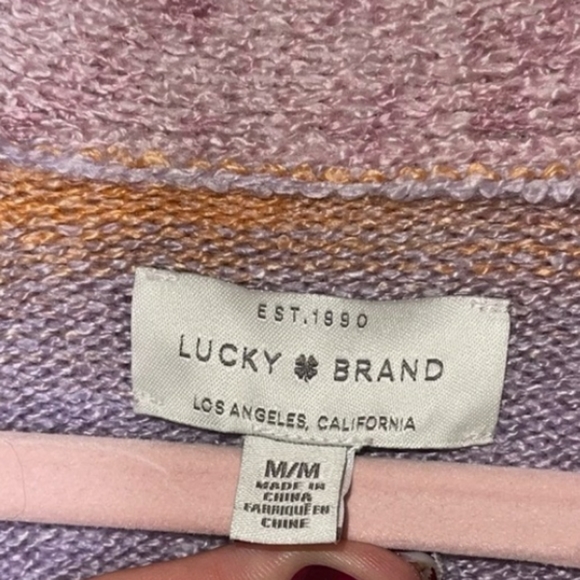 EST. 1990
LUCKY BRAND
LOS ANGELES, CALIFORNIA
M/M
MADE IN
CHINA
FABRIQUÉ EN
CHINE